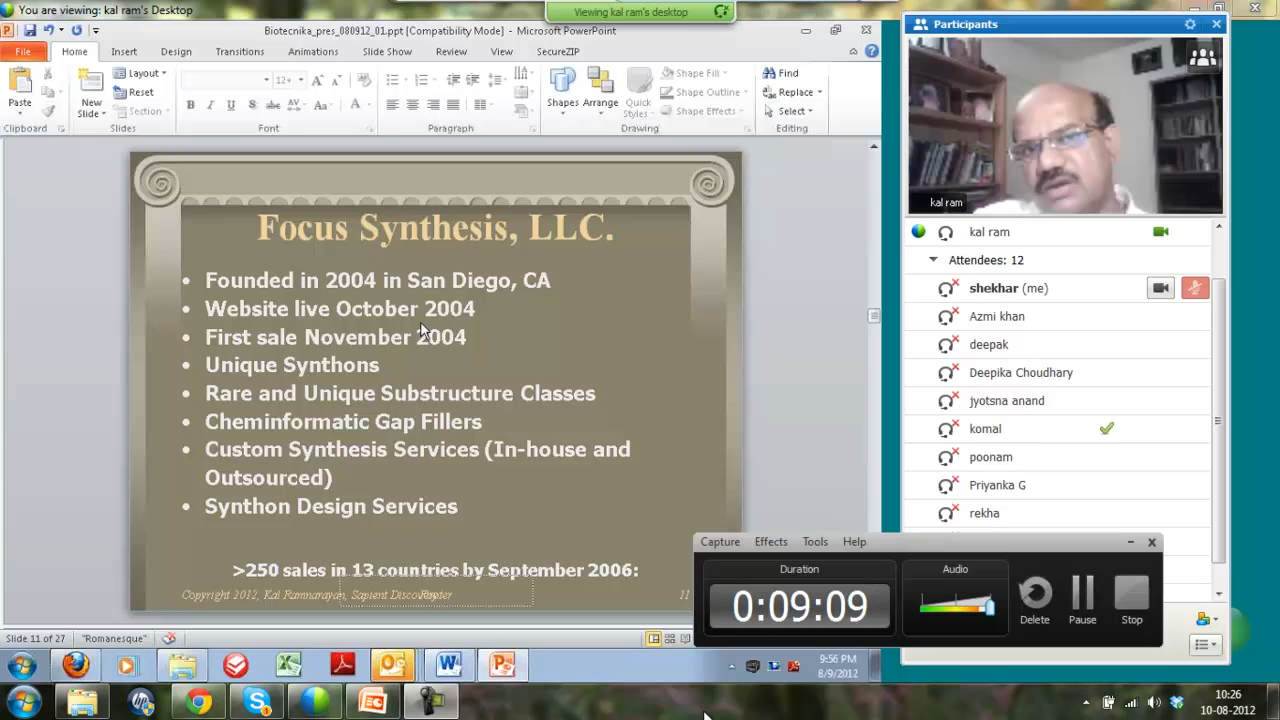 You are viewing: kal ram's Desktop
Viewing kal ram's desktop
_pres_080912_01.ppt [Compatibility Mode] - Microsoft PowerPoint
File Home Insert Design Transitions Animations Slide Show Review View SecureZIP
Paste
New Slide
Layout
Reset
Section
12
B I U S abc AV Aa A
Shapes
Arrange
Quick Styles
Shape Fill
Shape Outline
Shape Effects
Find
Replace
Select
Clipboard Slides Font Paragraph Drawing Editing
Focus Synthesis, LLC.
• Founded in 2004 in San Diego, CA
• Website live October 2004
• First sale November 2004
• Unique Synthons
• Rare and Unique Substructure Classes
• Cheminformatic Gap Fillers
• Custom Synthesis Services (In-house and
Outsourced)
• Synthon Design Services
>250 sales in 13 countries by September 2006:
Copyright 2012, Kal Ramnarayan, Sapient Discovery
11
Slide 11 of 27
"Romanesque"
9:56 PM
8/9/2012
Participants
kal ram
kal ram
Attendees: 12
shekhar (me)
Azmi khan
deepak
Deepika Choudhary
jyotsna anand
komal
poonam
Priyanka G
rekha
Capture Effects Tools Help
Duration
0:09:09
Audio
Delete
Pause
Stop
10:26
10-08-2012